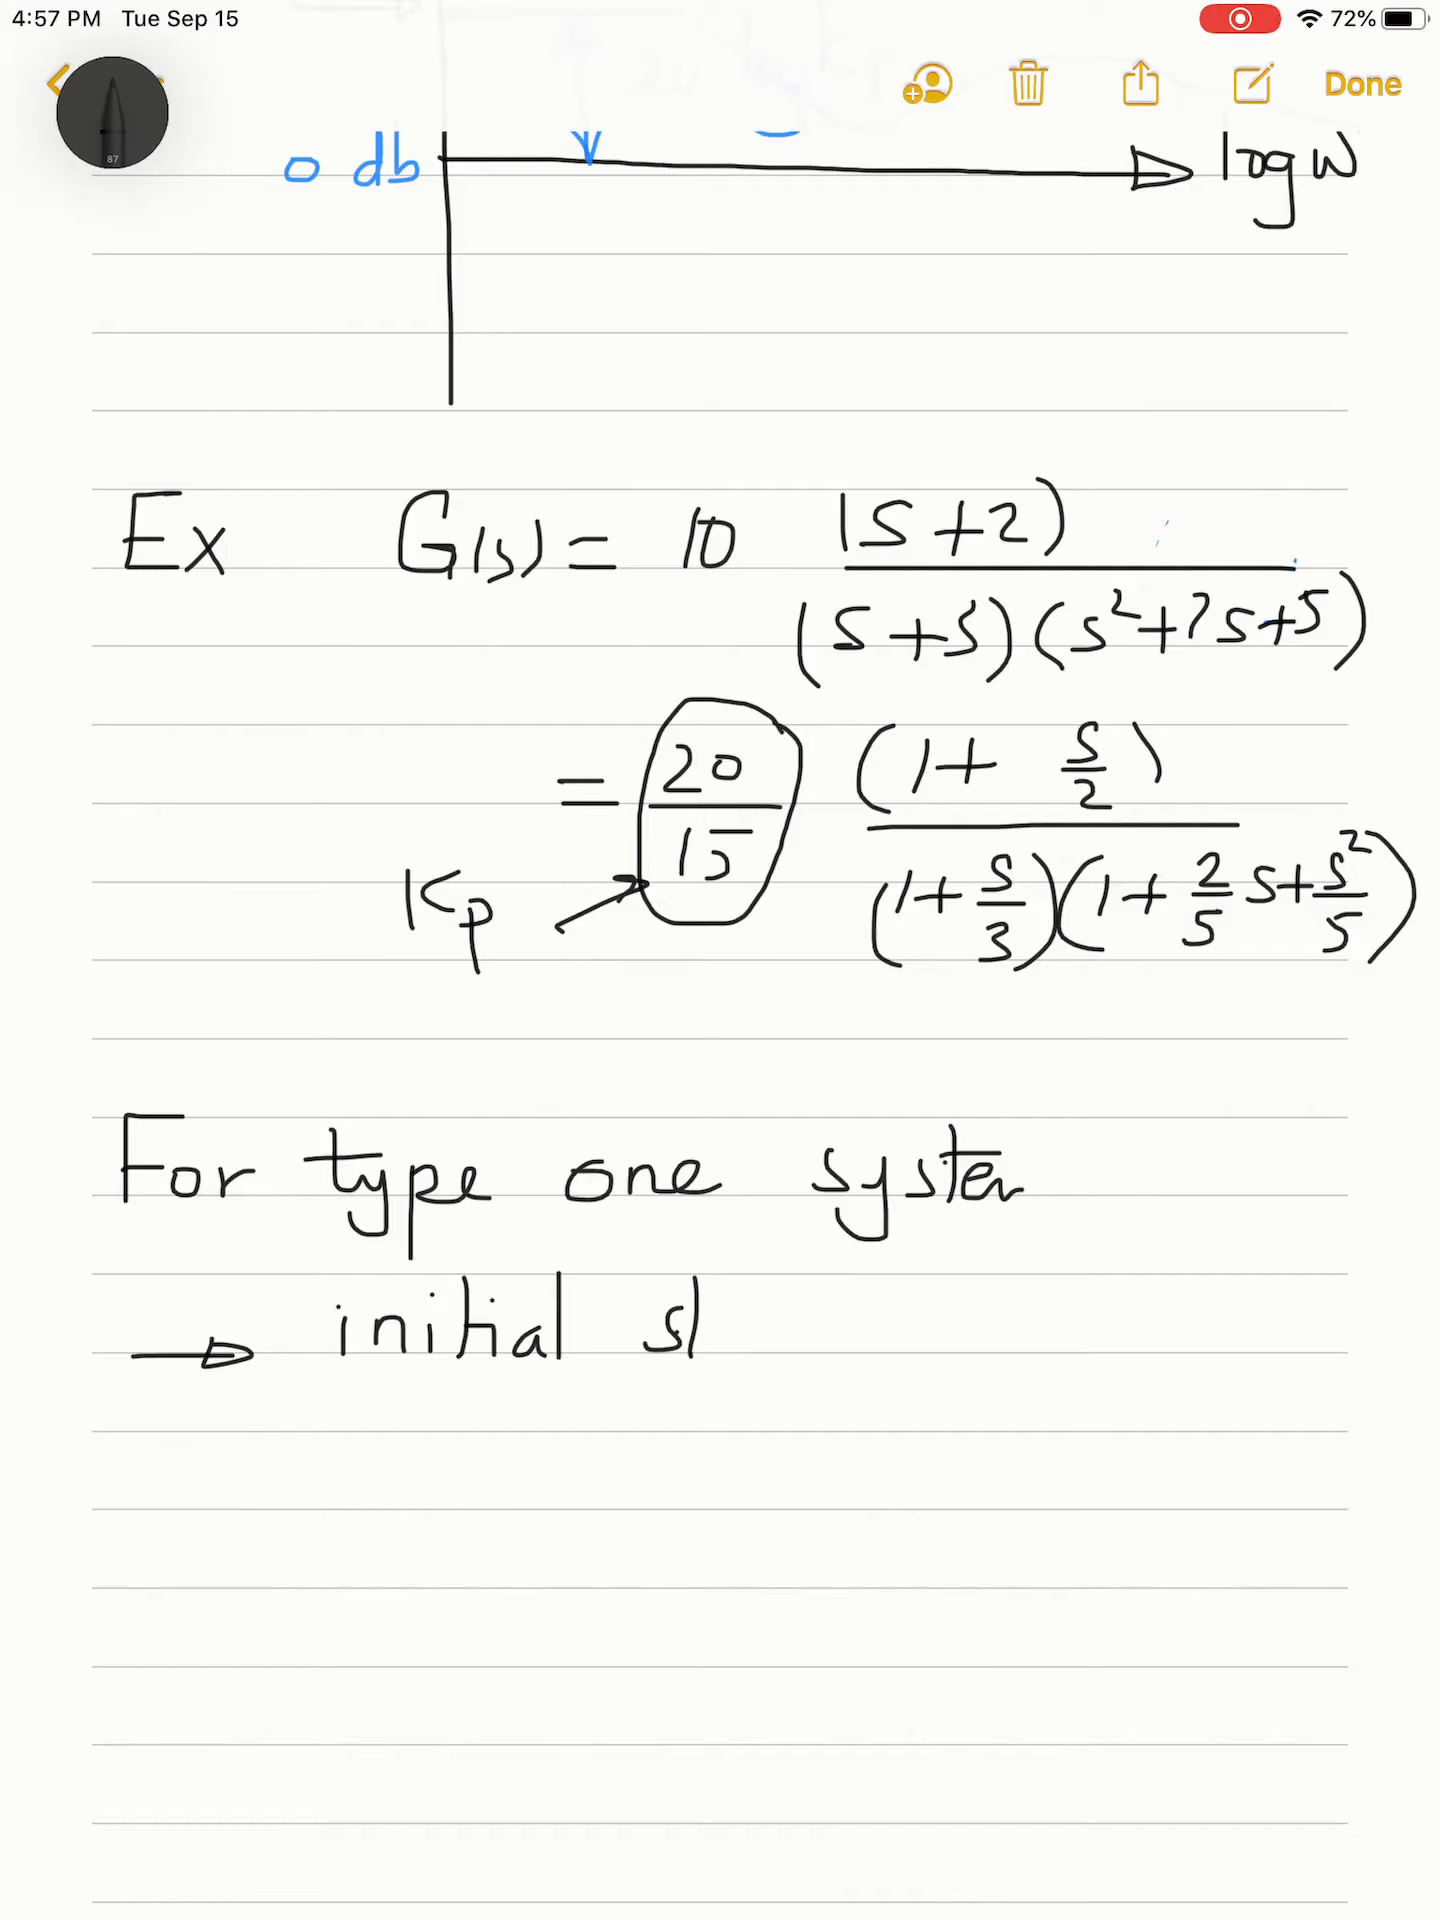 4:57 PM Tue Sep 15 72%
Done
87
0 db log w
Ex G(s) = 10 (s+2)
(s+3)(s²+2s+5)
= 20/15 (1+ s/2)
Kp (1+ s/3)(1+ 2/5 s+ s²/5)
For type one system
→ initial sl